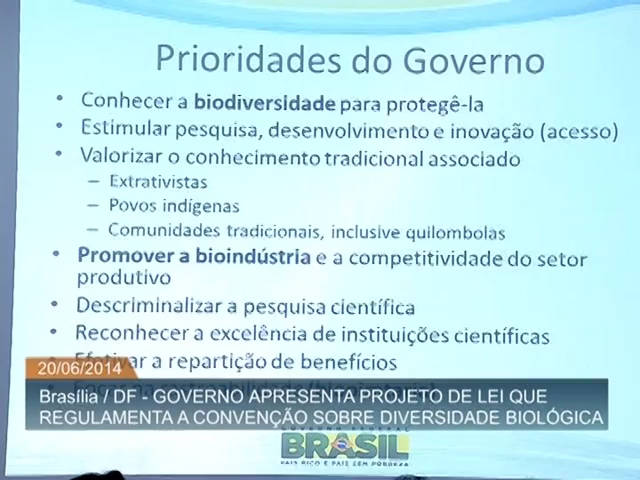 Prioridades do Governo
• Conhecer a biodiversidade para protegê-la
• Estimular pesquisa, desenvolvimento e inovação (acesso)
• Valorizar o conhecimento tradicional associado
– Extrativistas
– Povos indígenas
– Comunidades tradicionais, inclusive quilombolas
• Promover a bioindústria e a competitividade do setor
produtivo
• Descriminalizar a pesquisa científica
• Reconhecer a excelência de instituições científicas
• Efetivar a repartição de benefícios
20/06/2014
Brasília / DF - GOVERNO APRESENTA PROJETO DE LEI QUE
REGULAMENTA A CONVENÇÃO SOBRE DIVERSIDADE BIOLÓGICA
GOVERNO FEDERAL
BRASIL
PAÍS RICO É PAÍS SEM POBREZA